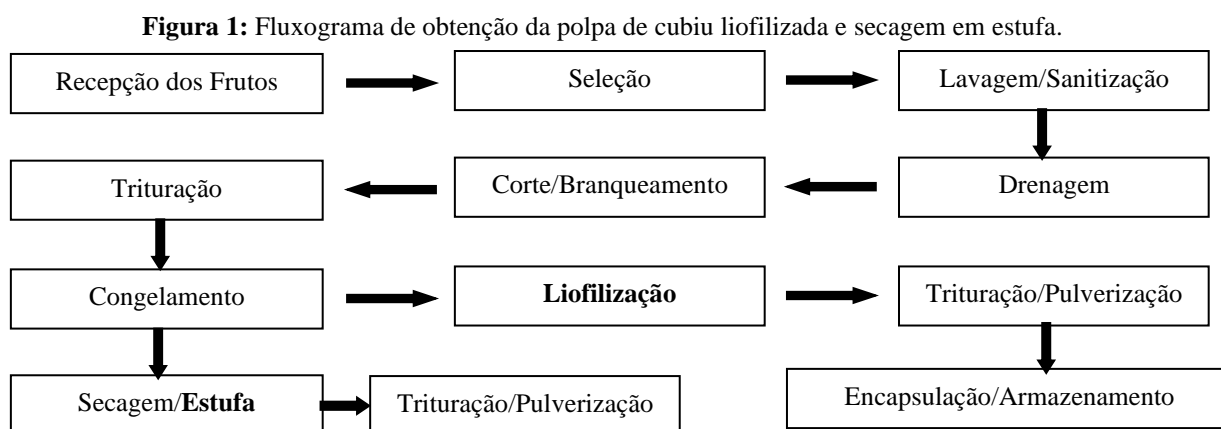 Figura 1: Fluxograma de obtenção da polpa de cubiu liofilizada e secagem em estufa.
Recepção dos Frutos
Seleção
Lavagem/Sanitização
Trituração
Corte/Branqueamento
Drenagem
Congelamento
Liofilização
Trituração/Pulverização
Secagem/Estufa
Trituração/Pulverização
Encapsulação/Armazenamento